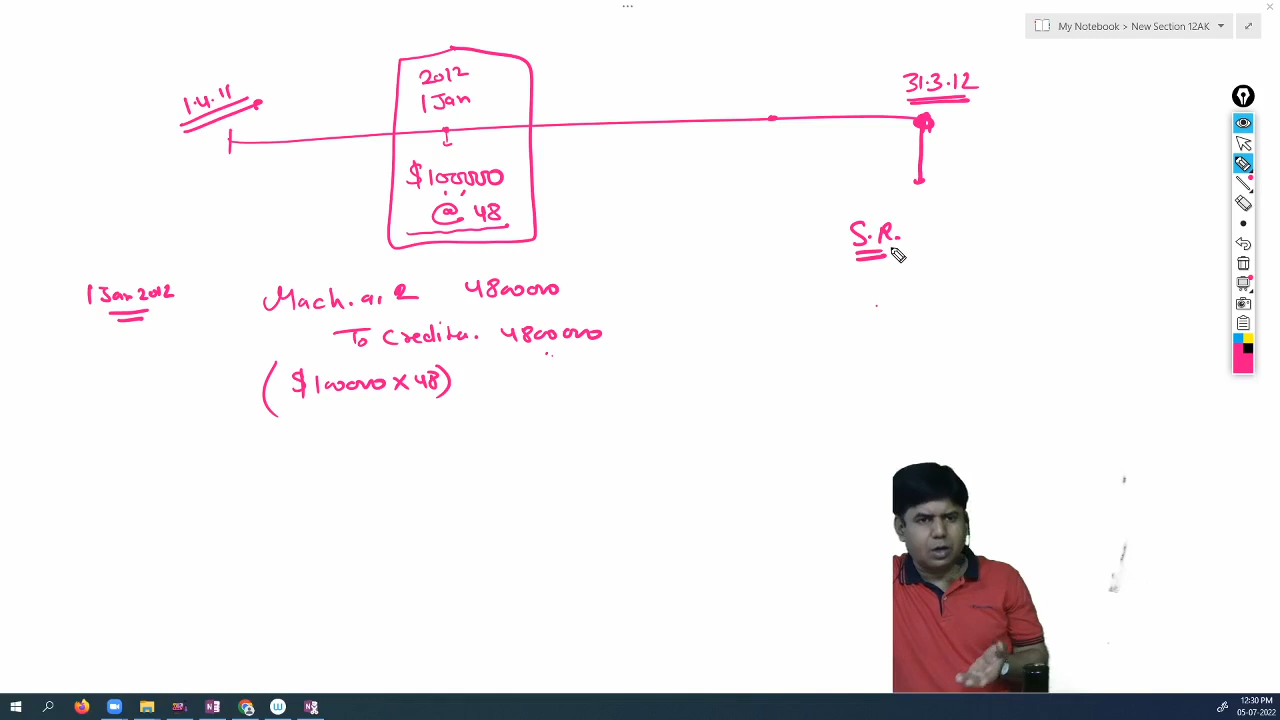 My Notebook > New Section 12AK
1.4.11
2012
1 Jan
31.3.12
$100000
@ 48
S.R.
1 Jan 2012
Mach. a/c 4800000
To Creditor. 4800000
($100000 x 48)
12:30 PM
05-07-2022